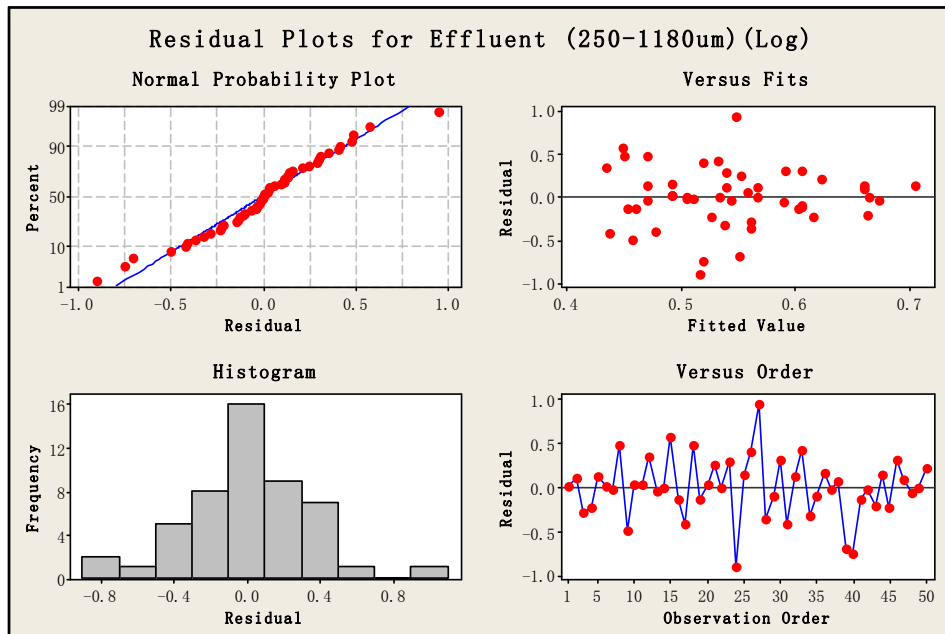 Residual Plots for Effluent (250-1180um)(Log)
Normal Probability Plot
99
90
50
10
1
Percent
-1.0 -0.5 0.0 0.5 1.0
Residual
Versus Fits
1.0
0.5
0.0
-0.5
-1.0
Residual
0.4 0.5 0.6 0.7
Fitted Value
Histogram
16
12
8
4
0
Frequency
-0.8 -0.4 0.0 0.4 0.8
Residual
Versus Order
1.0
0.5
0.0
-0.5
-1.0
Residual
1 5 10 15 20 25 30 35 40 45 50
Observation Order